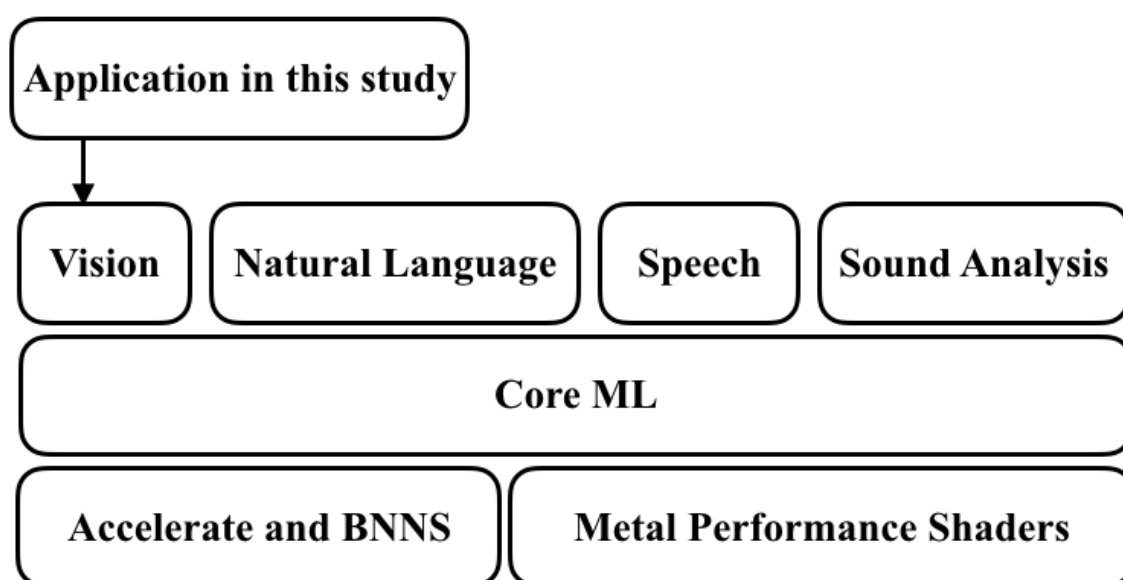 Application in this study
Vision
Natural Language
Speech
Sound Analysis
Core ML
Accelerate and BNNS
Metal Performance Shaders